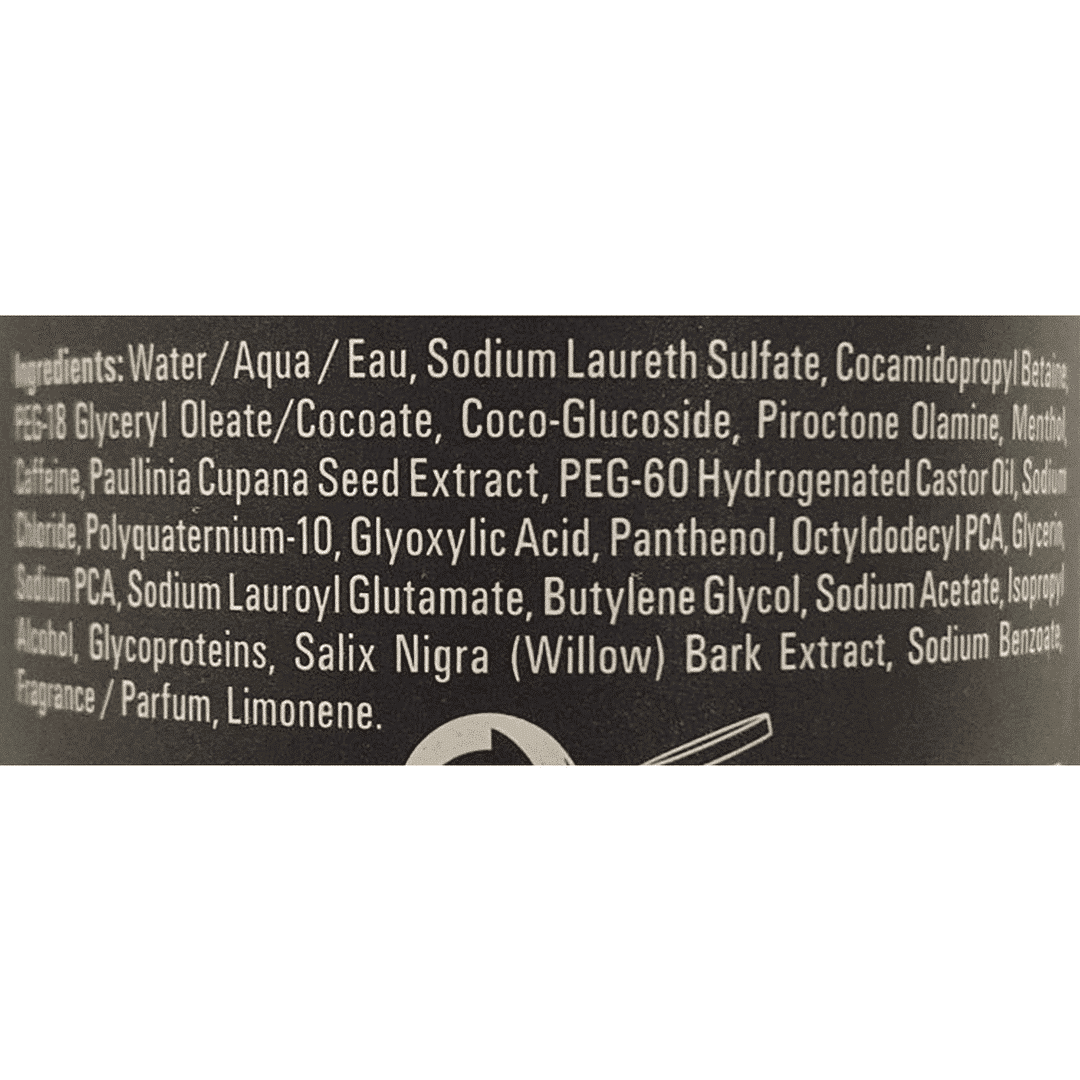 Ingredients: Water / Aqua / Eau, Sodium Laureth Sulfate, Cocamidopropyl Betaine,
PEG-18 Glyceryl Oleate/Cocoate, Coco-Glucoside, Piroctone Olamine, Menthol,
Caffeine, Paullinia Cupana Seed Extract, PEG-60 Hydrogenated Castor Oil, Sodium
Chloride, Polyquaternium-10, Glyoxylic Acid, Panthenol, Octyldodecyl PCA, Glycerin,
Sodium PCA, Sodium Lauroyl Glutamate, Butylene Glycol, Sodium Acetate, Isopropyl
Alcohol, Glycoproteins, Salix Nigra (Willow) Bark Extract, Sodium Benzoate,
Fragrance / Parfum, Limonene.